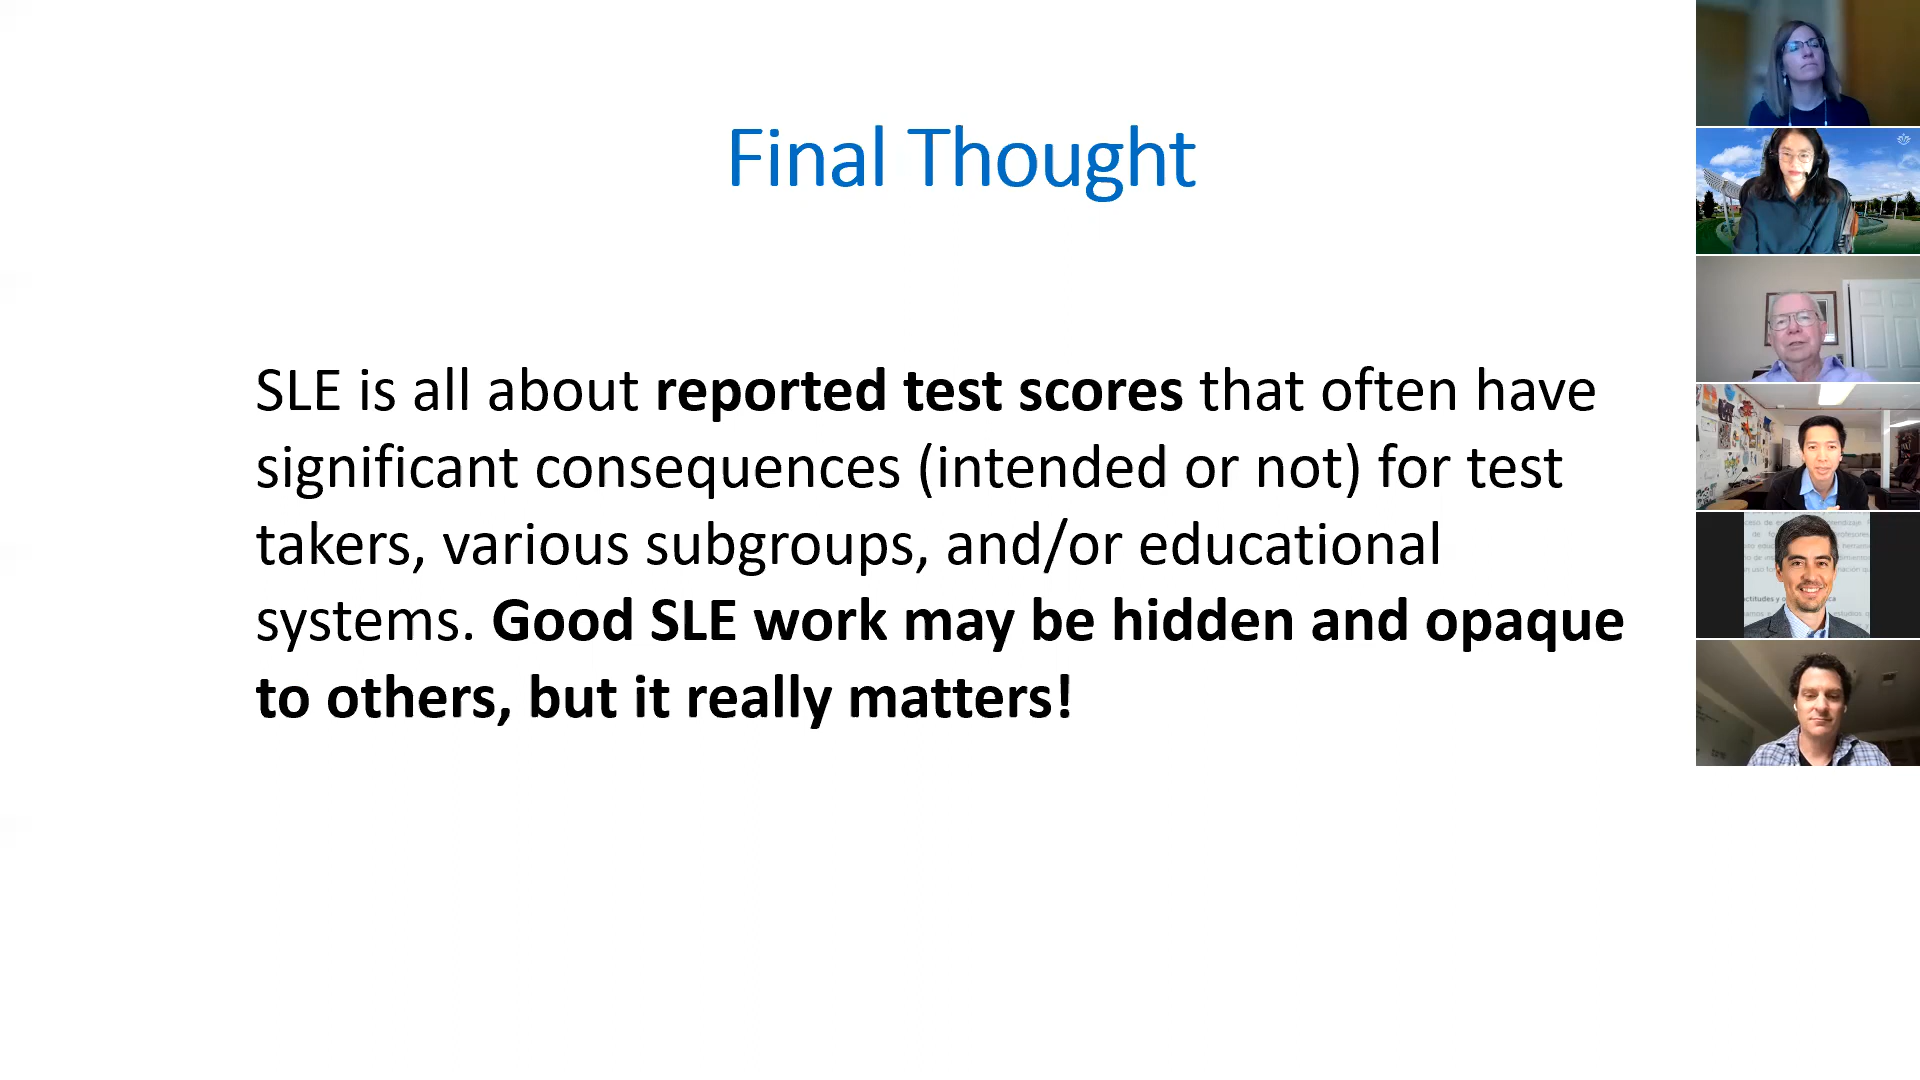 Final Thought
SLE is all about reported test scores that often have
significant consequences (intended or not) for test
takers, various subgroups, and/or educational
systems. Good SLE work may be hidden and opaque
to others, but it really matters!